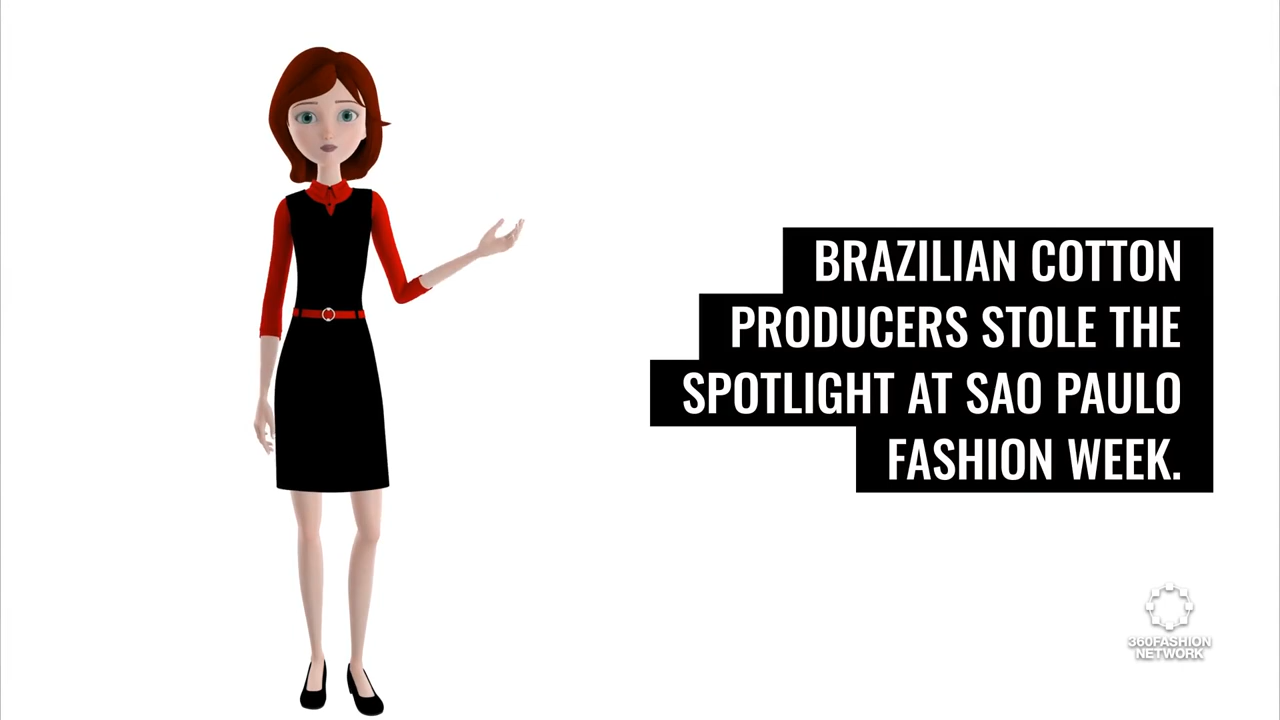 BRAZILIAN COTTON
PRODUCERS STOLE THE
SPOTLIGHT AT SAO PAULO
FASHION WEEK.
360FASHION
NETWORK